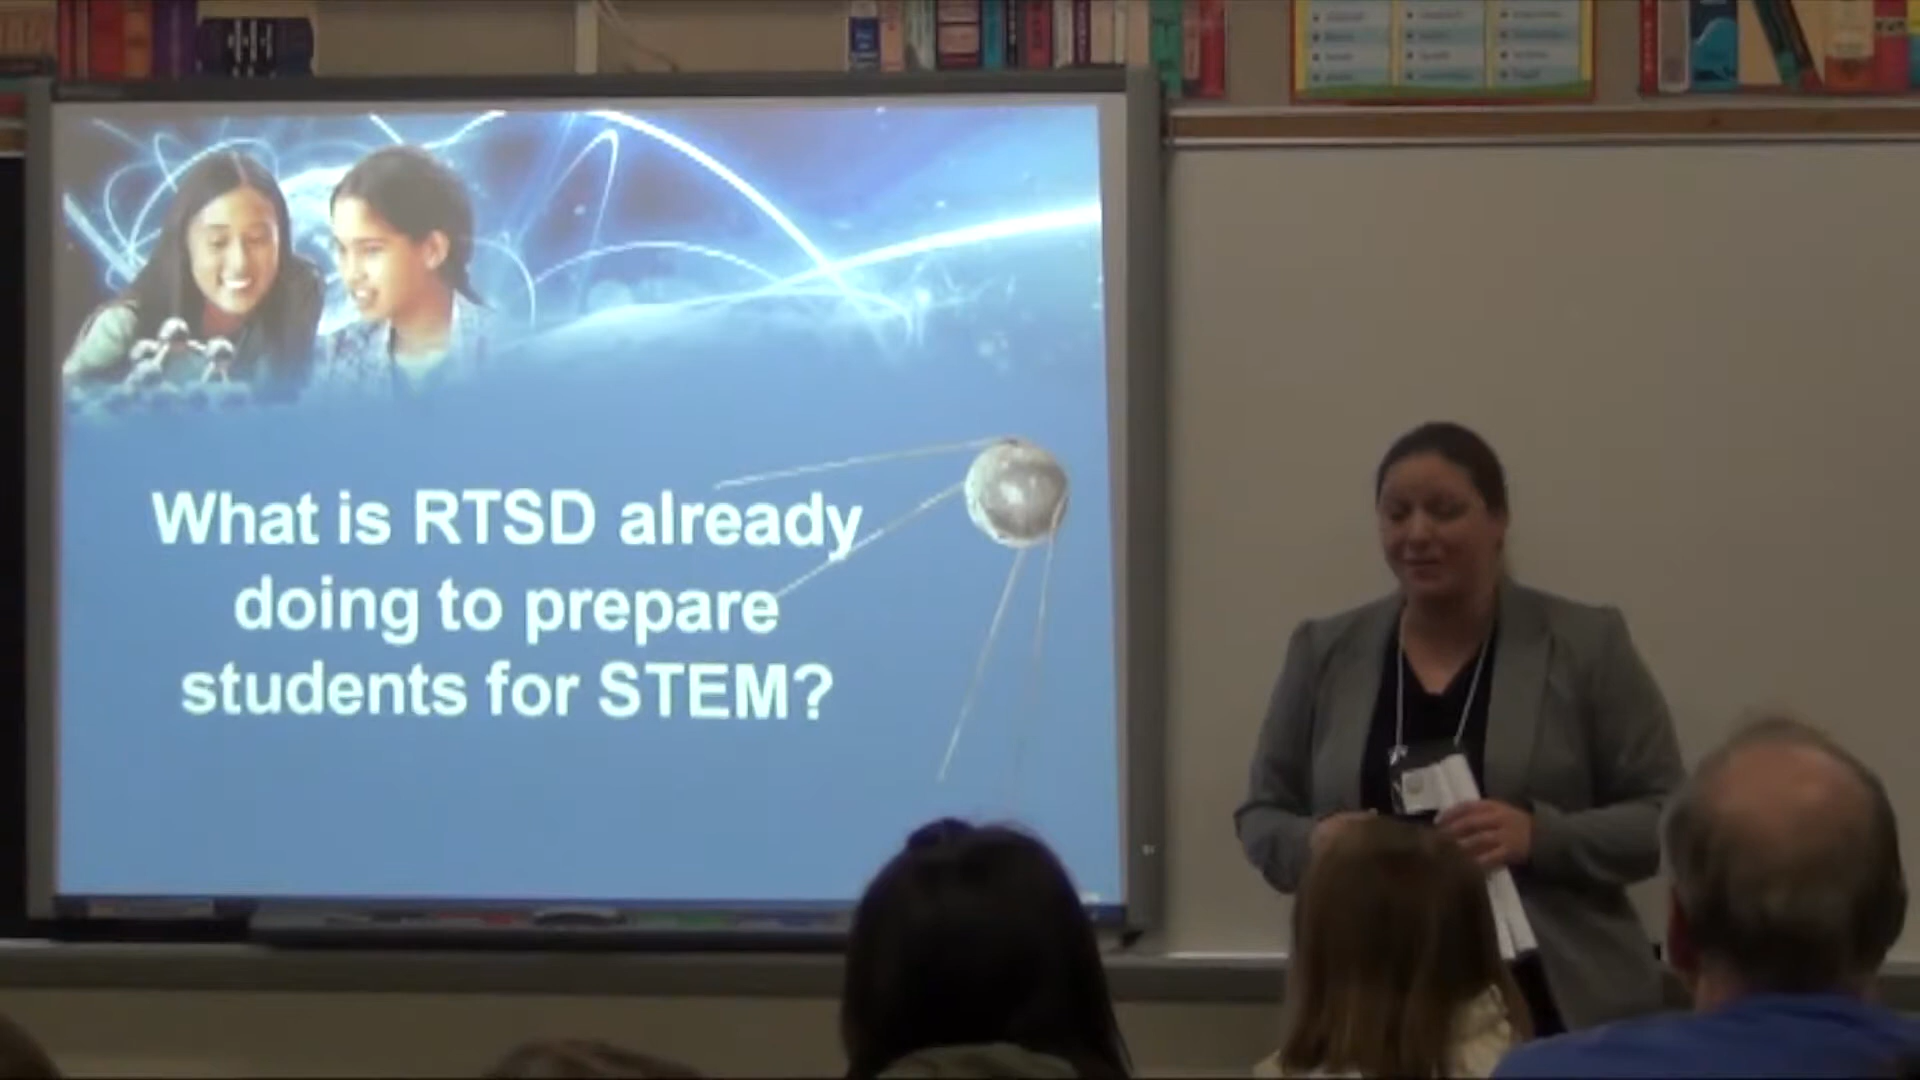 What is RTSD already
doing to prepare
students for STEM?